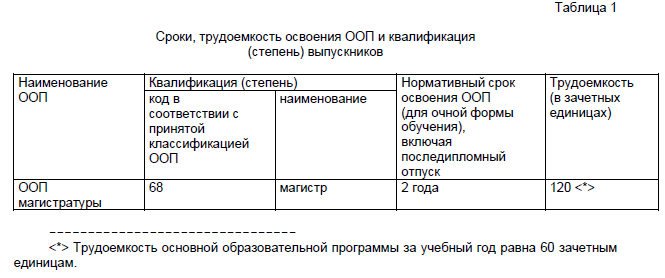 Таблица 1
Сроки, трудоемкость освоения ООП и квалификация
(степень) выпускников
Наименование ООП
Квалификация (степень)
код в соответствии с принятой классификацией ООП
наименование
Нормативный срок освоения ООП (для очной формы обучения), включая последипломный отпуск
Трудоемкость (в зачетных единицах)
ООП магистратуры
68
магистр
2 года
120 <*>
--------------------------------
<*> Трудоемкость основной образовательной программы за учебный год равна 60 зачетным
единицам.